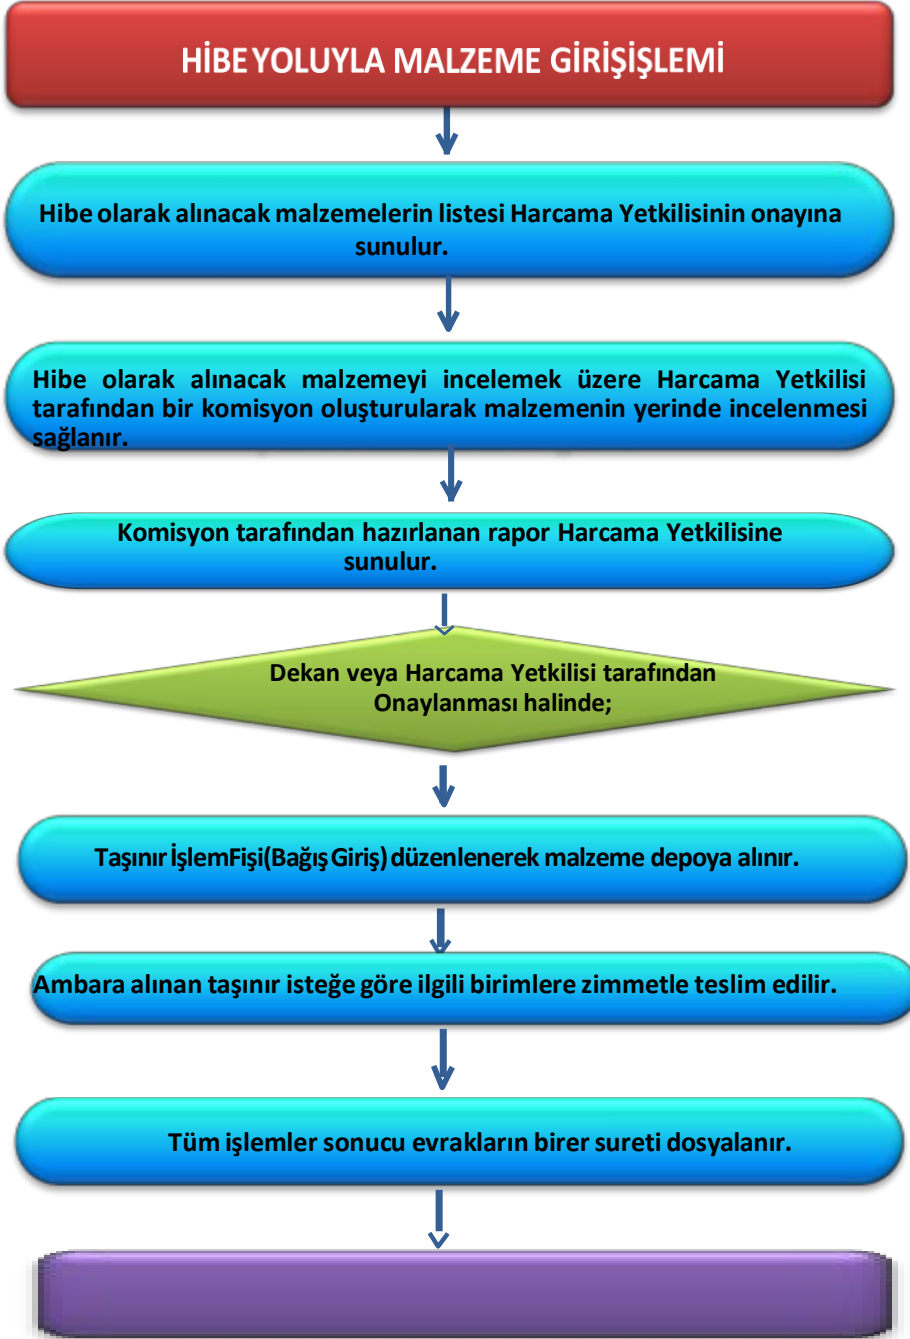 HİBE YOLUYLA MALZEME GİRİŞİŞLEMİ
Hibe olarak alınacak malzemelerin listesi Harcama Yetkilisinin onayına
sunulur.
Hibe olarak alınacak malzemeyi incelemek üzere Harcama Yetkilisi
tarafından bir komisyon oluşturularak malzemenin yerinde incelenmesi
sağlanır.
Komisyon tarafından hazırlanan rapor Harcama Yetkilisine
sunulur.
Dekan veya Harcama Yetkilisi tarafından
Onaylanması halinde;
Taşınır İşlemFişi(Bağış Giriş) düzenlenerek malzeme depoya alınır.
Ambara alınan taşınır isteğe göre ilgili birimlere zimmetle teslim edilir.
Tüm işlemler sonucu evrakların birer sureti dosyalanır.